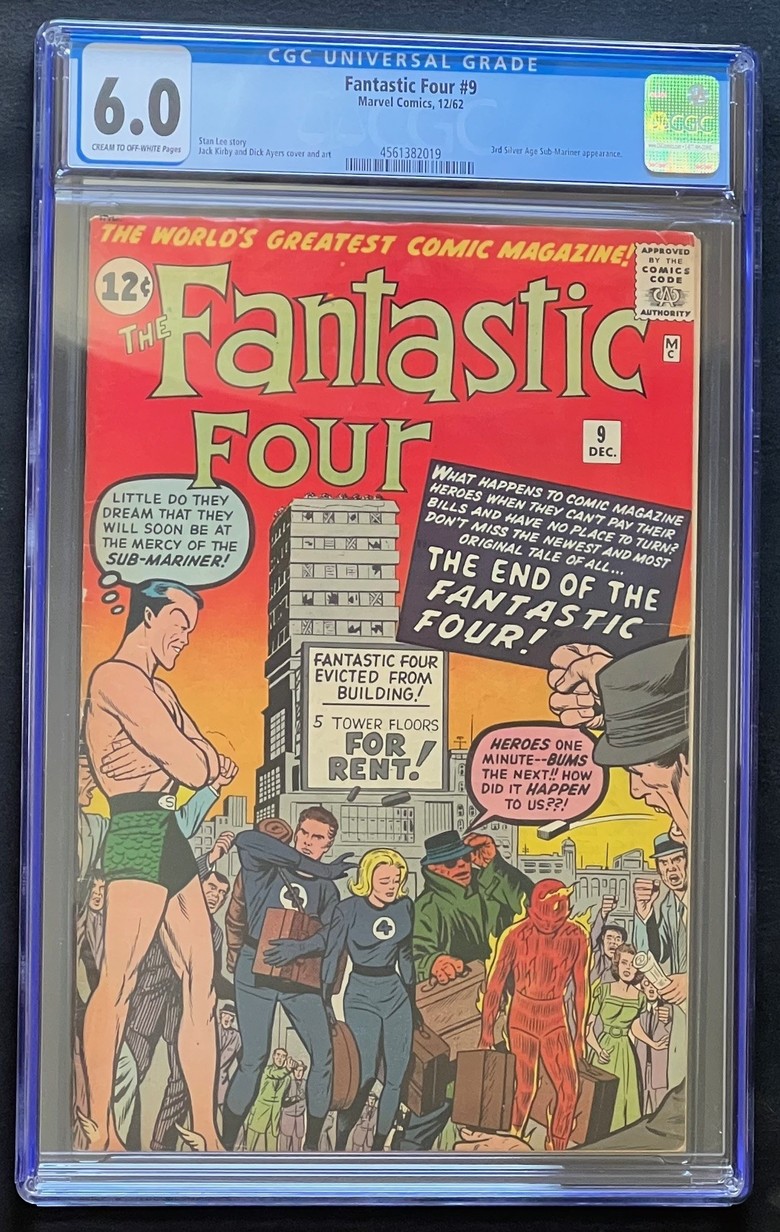 CGC UNIVERSAL GRADE
6.0
CREAM TO OFF-WHITE Pages
Fantastic Four #9
Marvel Comics, 12/62
Stan Lee story
Jack Kirby and Dick Ayers cover and art
4561382019
3rd Silver Age Sub-Mariner appearance.
CGC
THE WORLD'S GREATEST COMIC MAGAZINE!
APPROVED
BY THE
COMICS
CODE
CA
AUTHORITY
12¢
THE
FANTASTIC
FOUR
M
C
9
DEC.
LITTLE DO THEY
DREAM THAT THEY
WILL SOON BE AT
THE MERCY OF THE
SUB-MARINER!
WHAT HAPPENS TO COMIC MAGAZINE
HEROES WHEN THEY CAN'T PAY THEIR
BILLS AND HAVE NO PLACE TO TURN?
DON'T MISS THE NEWEST AND MOST
ORIGINAL TALE OF ALL...
THE END OF THE
FANTASTIC
FOUR!
FANTASTIC FOUR
EVICTED FROM
BUILDING!
5 TOWER FLOORS
FOR
RENT!
HEROES ONE
MINUTE--BUMS
THE NEXT!! HOW
DID IT HAPPEN
TO US??!
S
4
4